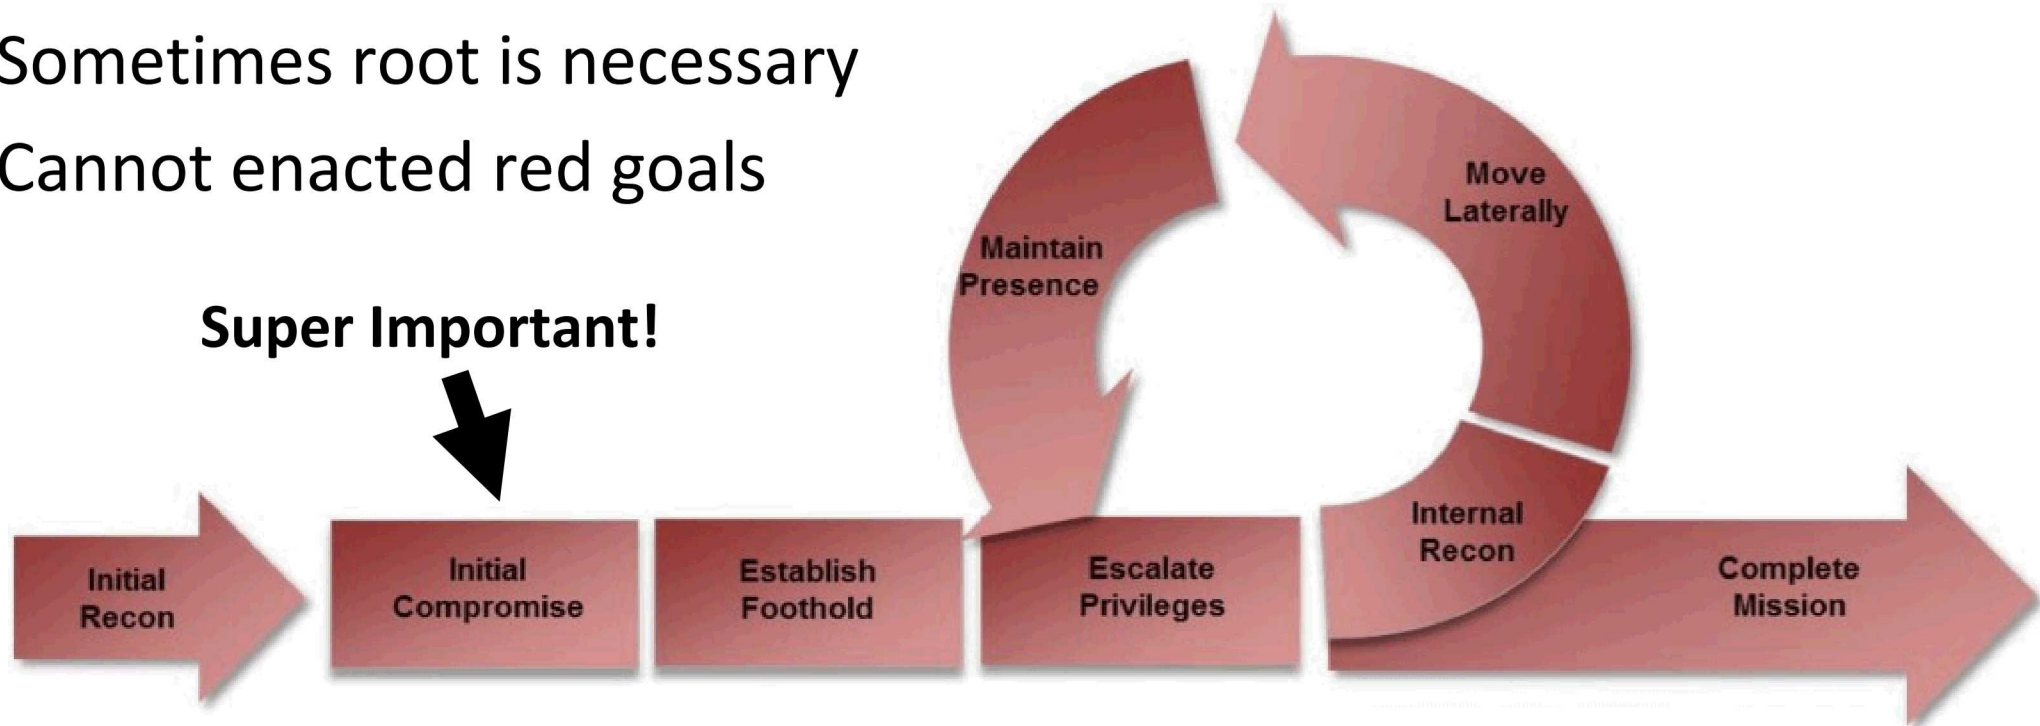 Sometimes root is necessary
Cannot enacted red goals
Super Important!
Maintain
Presence
Move
Laterally
Initial
Recon
Initial
Compromise
Establish
Foothold
Escalate
Privileges
Internal
Recon
Complete
Mission